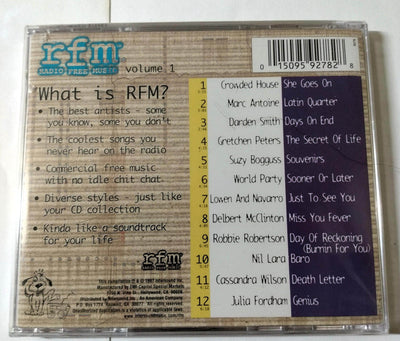 rfm
RADIO FREE MUSIC
volume 1
0 15095 92782 8
What is RFM?
• The best artists - some
you know, some you don't
• The coolest songs you
never hear on the radio
• Commercial free music
with no idle chit chat.
• Diverse styles - just like
your CD collection
• Kinda like a soundtrack
for your life
rfm
1 Crowded House She Goes On
2 Marc Antoine Latin Quarter
3 Darden Smith Days On End
4 Gretchen Peters The Secret Of Life
5 Suzy Bogguss Souvenirs
6 World Party Sooner Or Later
7 Lowen And Navarro Just To See You
8 Delbert McClinton Miss You Fever
9 Robbie Robertson Day Of Reckoning
(Burnin For You)
10 Nil Lara Baro
11 Cassandra Wilson Death Letter
12 Julia Fordham Genius